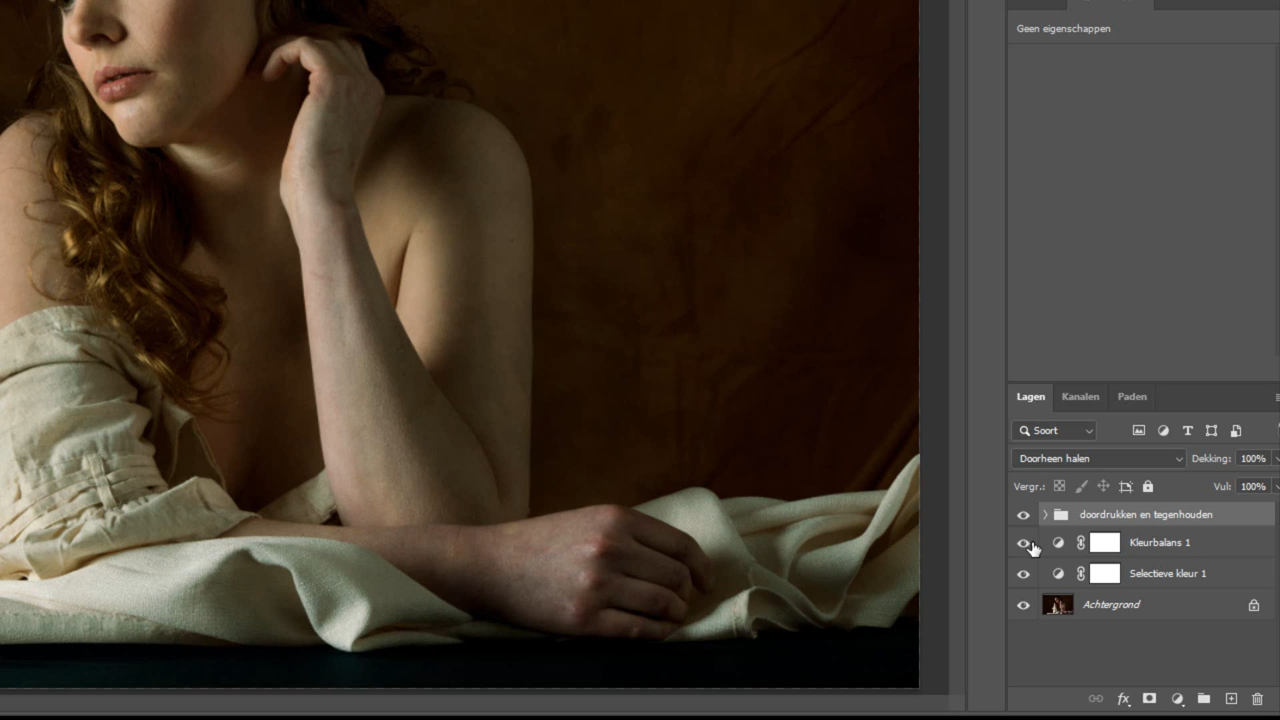 Geen eigenschappen
Lagen Kanalen Paden
Soort
Doorheen halen Dekking: 100%
Vergr.: Vul: 100%
doordrukken en tegenhouden
Kleurbalans 1
Selectieve kleur 1
Achtergrond
fx